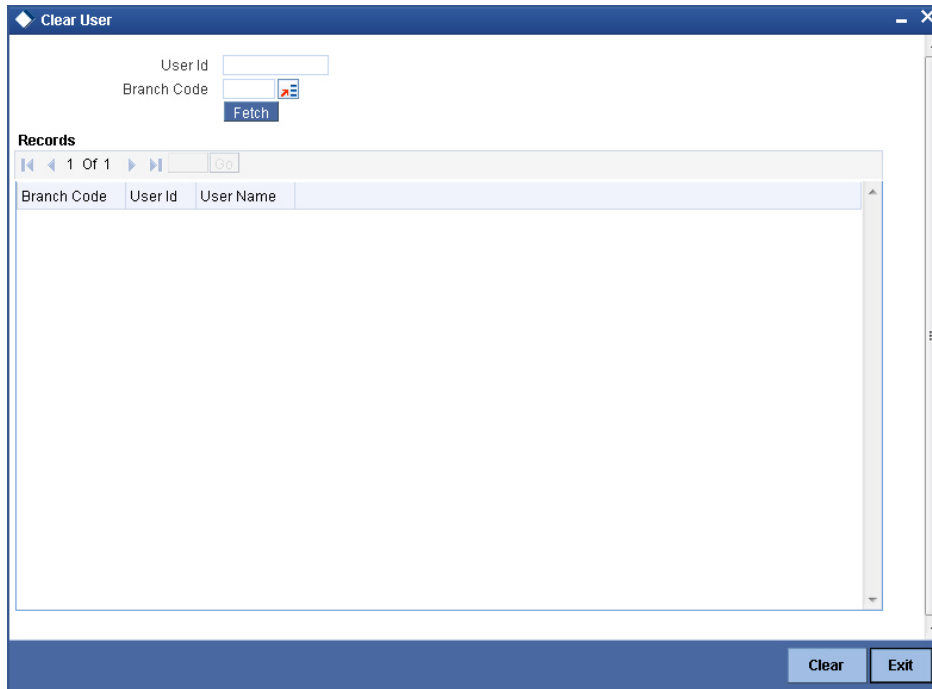 Clear User
User Id
Branch Code
Fetch
Records
1 Of 1 Go
Branch Code User Id User Name
Clear Exit